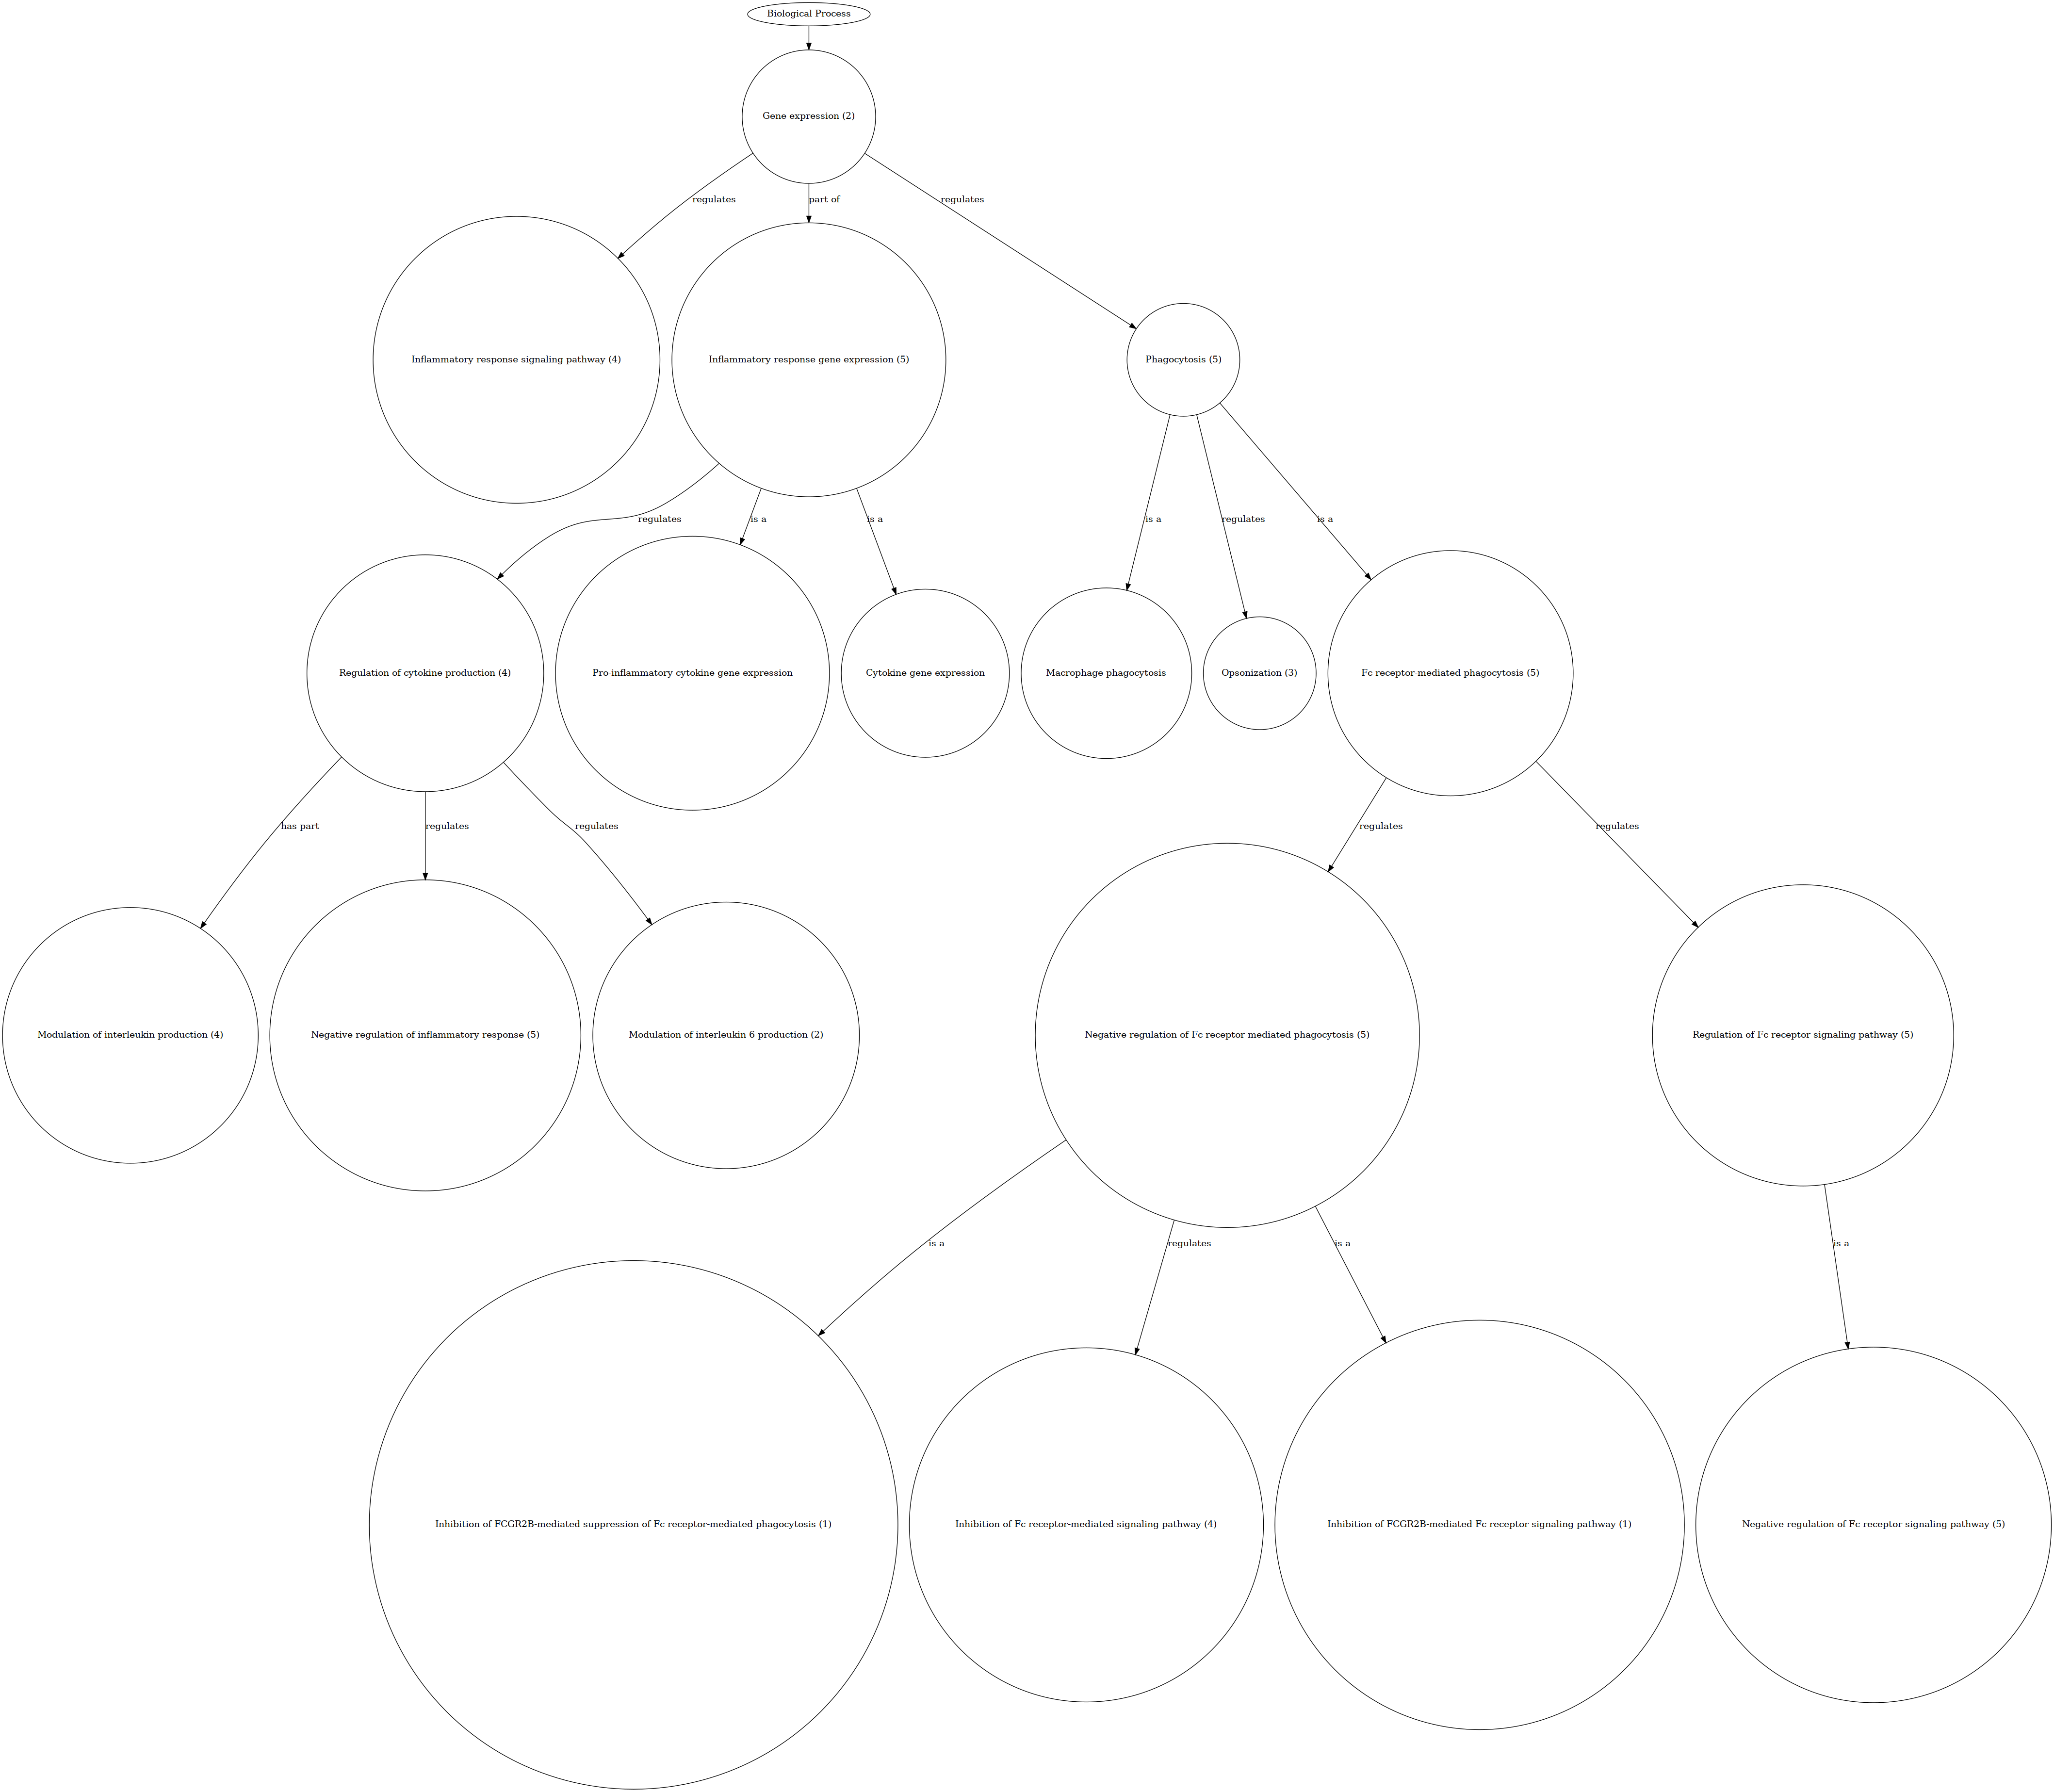 Biological Process
Gene expression (2)
regulates
part of
regulates
Inflammatory response signaling pathway (4)
Inflammatory response gene expression (5)
Phagocytosis (5)
regulates
is a
is a
is a
regulates
is a
Regulation of cytokine production (4)
Pro-inflammatory cytokine gene expression
Cytokine gene expression
Macrophage phagocytosis
Opsonization (3)
Fc receptor-mediated phagocytosis (5)
has part
regulates
regulates
regulates
regulates
Modulation of interleukin production (4)
Negative regulation of inflammatory response (5)
Modulation of interleukin-6 production (2)
Negative regulation of Fc receptor-mediated phagocytosis (5)
Regulation of Fc receptor signaling pathway (5)
is a
regulates
is a
is a
Inhibition of FCGR2B-mediated suppression of Fc receptor-mediated phagocytosis (1)
Inhibition of Fc receptor-mediated signaling pathway (4)
Inhibition of FCGR2B-mediated Fc receptor signaling pathway (1)
Negative regulation of Fc receptor signaling pathway (5)